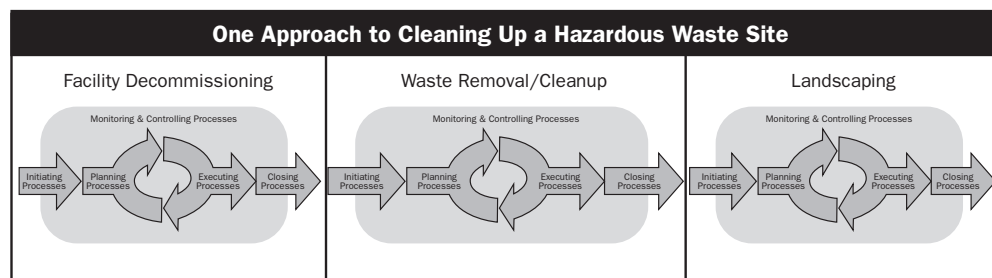 One Approach to Cleaning Up a Hazardous Waste Site
Facility Decommissioning
Monitoring & Controlling Processes
Initiating
Processes
Planning
Processes
Executing
Processes
Closing
Processes
Waste Removal/Cleanup
Monitoring & Controlling Processes
Initiating
Processes
Planning
Processes
Executing
Processes
Closing
Processes
Landscaping
Monitoring & Controlling Processes
Initiating
Processes
Planning
Processes
Executing
Processes
Closing
Processes